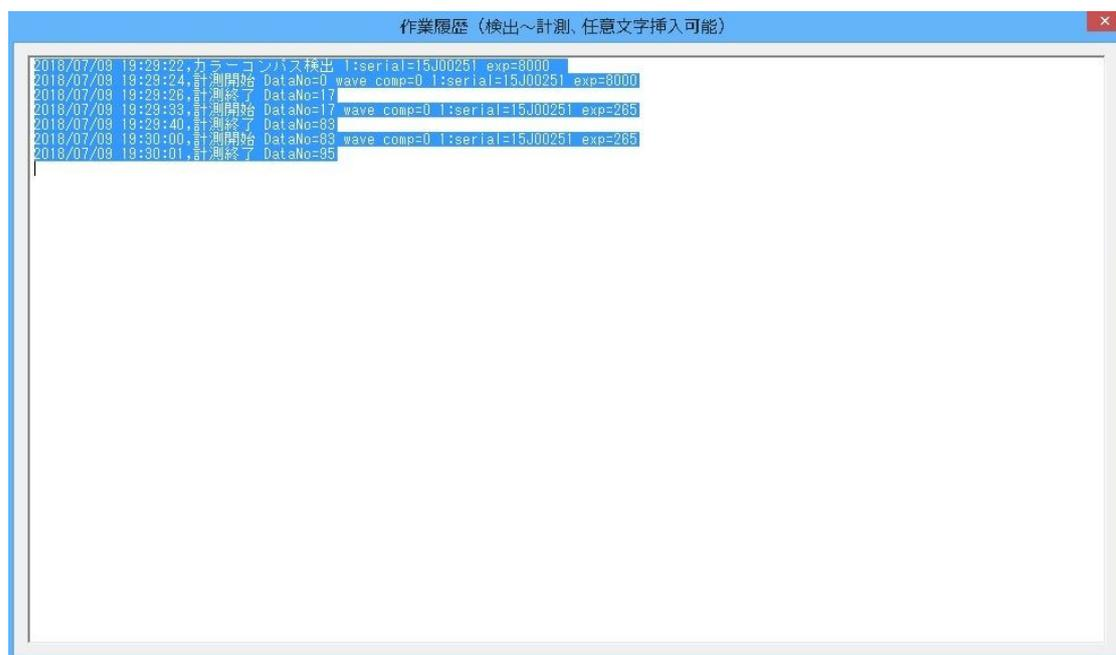 作業履歴（検出～計測、任意文字挿入可能）
2018/07/09 19:29:22,カラーコンパス検出 1:serial=15J00251 exp=8000
2018/07/09 19:29:24,計測開始 DataNo=0 wave comp=0 1:serial=15J00251 exp=8000
2018/07/09 19:29:26,計測終了 DataNo=17
2018/07/09 19:29:33,計測開始 DataNo=17 wave comp=0 1:serial=15J00251 exp=265
2018/07/09 19:29:40,計測終了 DataNo=83
2018/07/09 19:30:00,計測開始 DataNo=83 wave comp=0 1:serial=15J00251 exp=265
2018/07/09 19:30:01,計測終了 DataNo=95